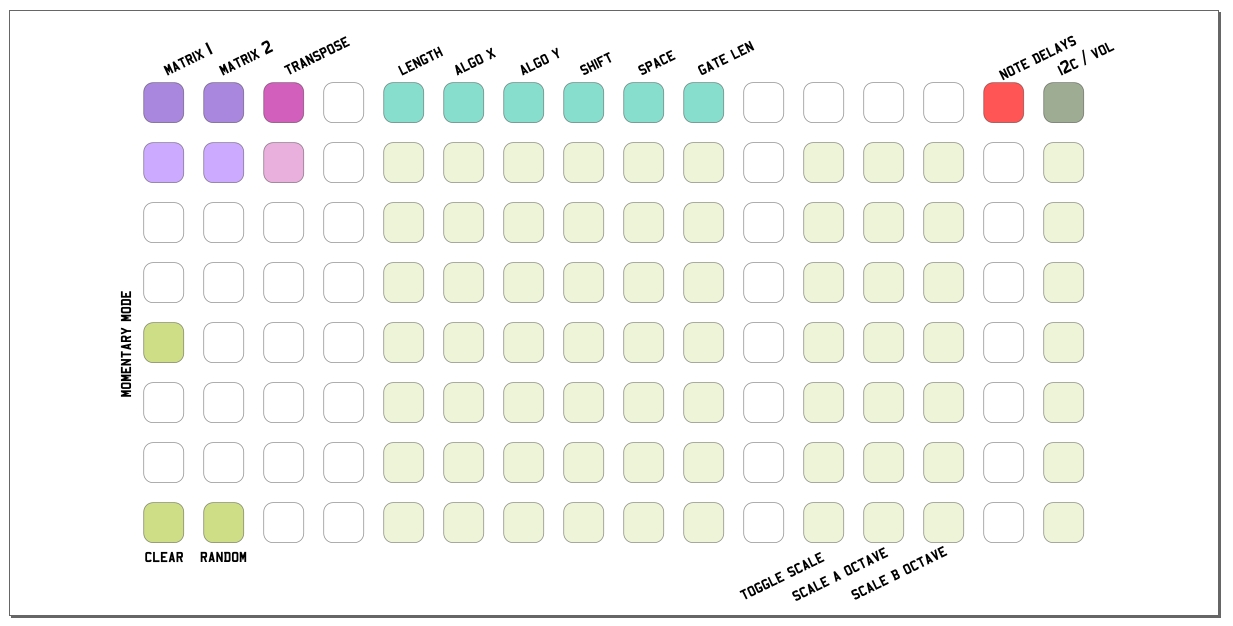 MATRIX 1
MATRIX 2
TRANSPOSE
LENGTH
ALGO X
ALGO Y
SHIFT
SPACE
GATE LEN
NOTE DELAYS
I2C / VOL
MOMENTARY MODE
CLEAR
RANDOM
TOGGLE SCALE
SCALE A OCTAVE
SCALE B OCTAVE